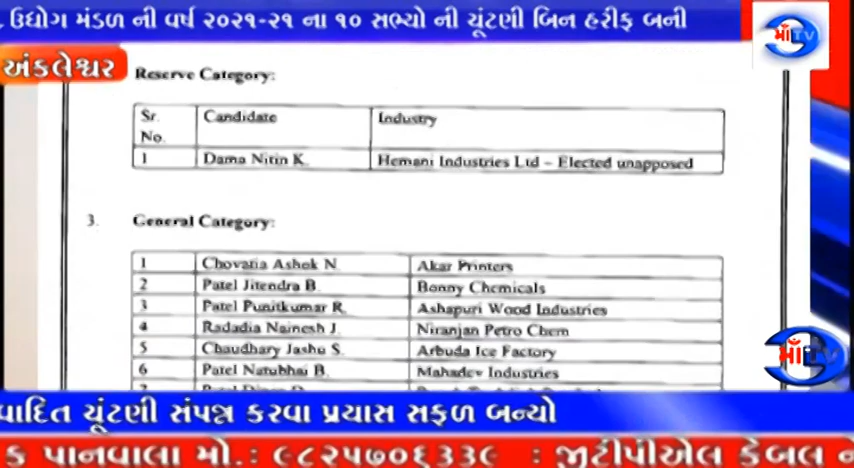 ઉદ્યોગ મંડળ ની વર્ષ ૨૦૨૧-૨૧ ના ૧૦ સભ્યો ની ચૂંટણી બિન હરીફ બની
માઁ TV
અંકલેશ્વર
Reserve Category:
Sr. No. Candidate Industry
1 Dama Nitin K. Hemani Industries Ltd – Elected unapposed
3. General Category:
1 Chovatia Ashok N Akar Printers
2 Patel Jitendra B. Bonny Chemicals
3 Patel Punitkumar R. Ashapuri Wood Industries
4 Radadia Nainesh J. Niranjan Petro Chem
5 Chaudhary Jashu S. Arbuda Ice Factory
6 Patel Natubhai B. Mahadev Industries
માઁ TV
વાદિત ચૂંટણી સંપન્ન કરવા પ્રયાસ સફળ બન્યો
ક પાનવાલા મો.: ૯૮૨૫૭૦૬૩૩૯ : જીટીપીએલ કેબલ ને